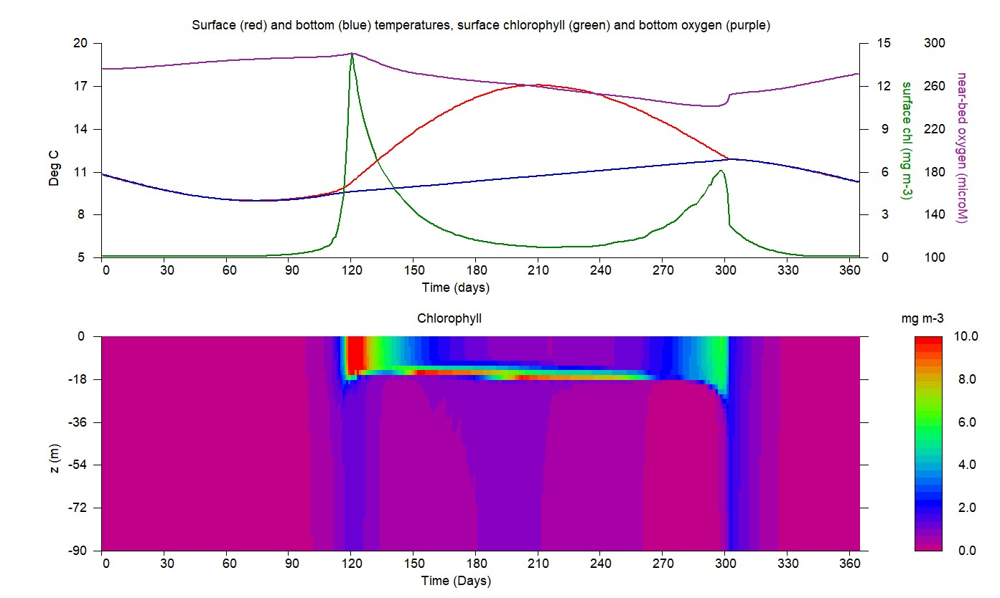 Surface (red) and bottom (blue) temperatures, surface chlorophyll (green) and bottom oxygen (purple)
20 15 300
17 12 260
14 9 220
11 6 180
8 3 140
5 0 100
Deg C
surface chl (mg m-3)
near-bed oxygen (microM)
0 30 60 90 120 150 180 210 240 270 300 330 360
Time (days)
Chlorophyll
mg m-3
0 10.0
-18 8.0
-36 6.0
-54 4.0
-72 2.0
-90 0.0
z (m)
0 30 60 90 120 150 180 210 240 270 300 330 360
Time (Days)